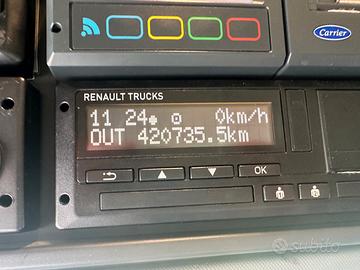 Carrier
RENAULT TRUCKS
11 24 0km/h
OUT 420735.5km
OK
subito